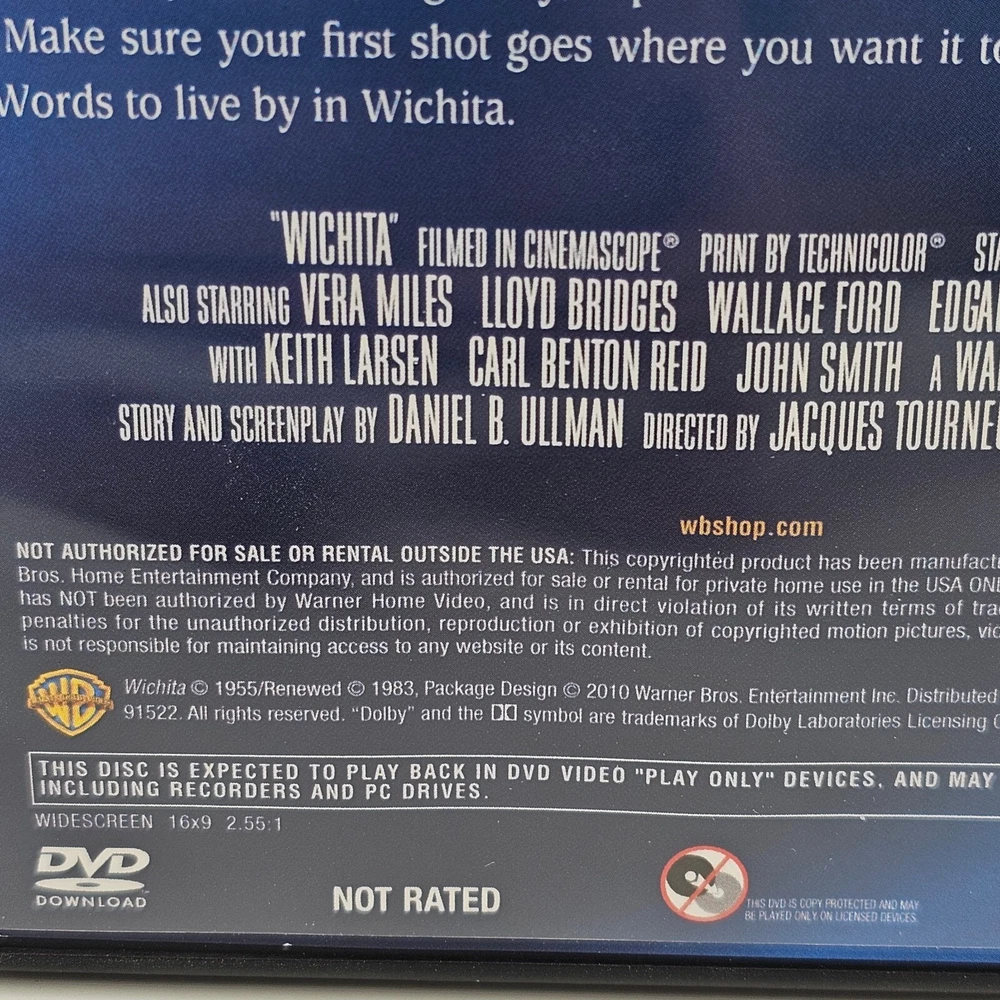 Make sure your first shot goes where you want it to
Words to live by in Wichita.
"WICHITA" FILMED IN CINEMASCOPE® PRINT BY TECHNICOLOR®
ALSO STARRING VERA MILES LLOYD BRIDGES WALLACE FORD EDGA
WITH KEITH LARSEN CARL BENTON REID JOHN SMITH A WA
STORY AND SCREENPLAY BY DANIEL B. ULLMAN DIRECTED BY JACQUES TOURNE
wbshop.com
NOT AUTHORIZED FOR SALE OR RENTAL OUTSIDE THE USA: This copyrighted product has been manufact
Bros. Home Entertainment Company, and is authorized for sale or rental for private home use in the USA ON
has NOT been authorized by Warner Home Video, and is in direct violation of its written terms of tra
penalties for the unauthorized distribution, reproduction or exhibition of copyrighted motion pictures, vi
is not responsible for maintaining access to any website or its content.
WB
Wichita © 1955/Renewed © 1983, Package Design © 2010 Warner Bros. Entertainment Inc. Distributed
91522. All rights reserved. “Dolby” and the symbol are trademarks of Dolby Laboratories Licensing
THIS DISC IS EXPECTED TO PLAY BACK IN DVD VIDEO "PLAY ONLY" DEVICES, AND MAY
INCLUDING RECORDERS AND PC DRIVES.
WIDESCREEN 16x9 2.55:1
DVD
DOWNLOAD
NOT RATED
THIS DVD IS COPY PROTECTED AND MAY
BE PLAYED ONLY ON LICENSED DEVICES.